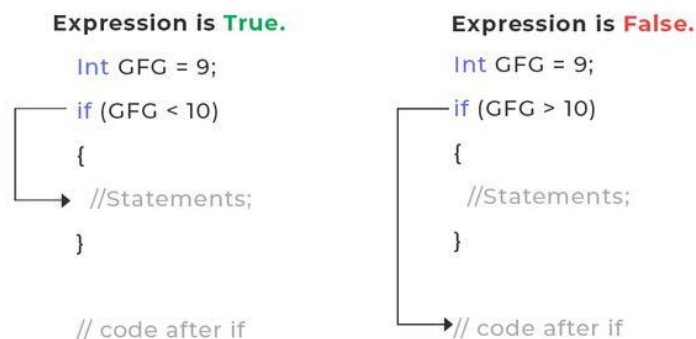 Expression is True.
Int GFG = 9;
if (GFG < 10)
{
//Statements;
}
// code after if
Expression is False.
Int GFG = 9;
if (GFG > 10)
{
//Statements;
}
// code after if